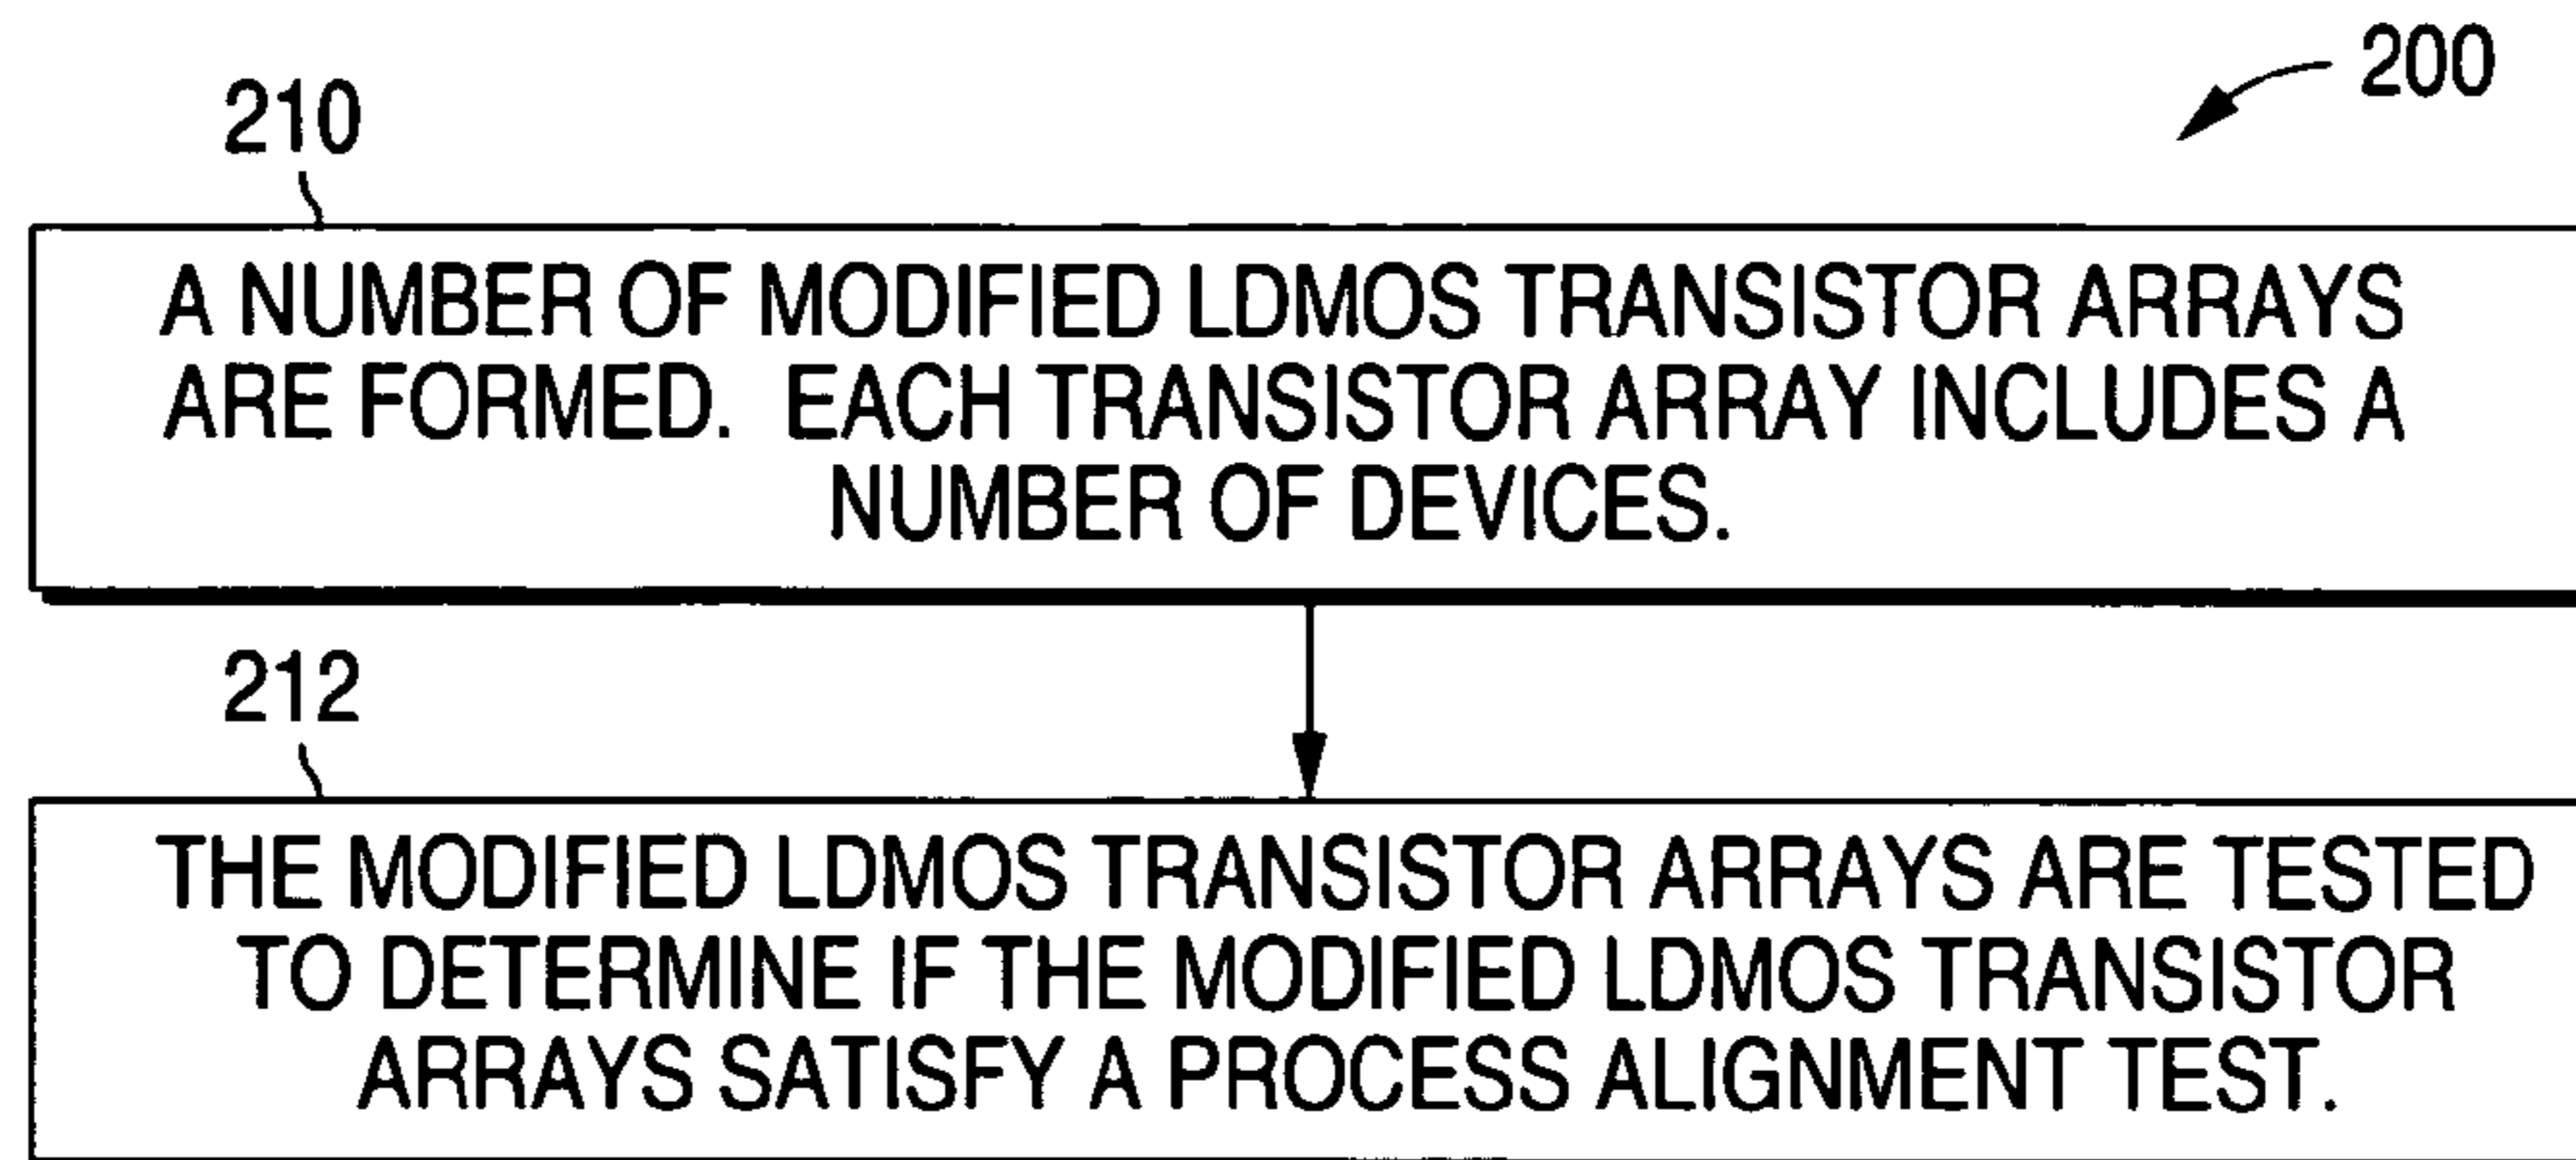 200
210
A NUMBER OF MODIFIED LDMOS TRANSISTOR ARRAYS
ARE FORMED. EACH TRANSISTOR ARRAY INCLUDES A
NUMBER OF DEVICES.
212
THE MODIFIED LDMOS TRANSISTOR ARRAYS ARE TESTED
TO DETERMINE IF THE MODIFIED LDMOS TRANSISTOR
ARRAYS SATISFY A PROCESS ALIGNMENT TEST.